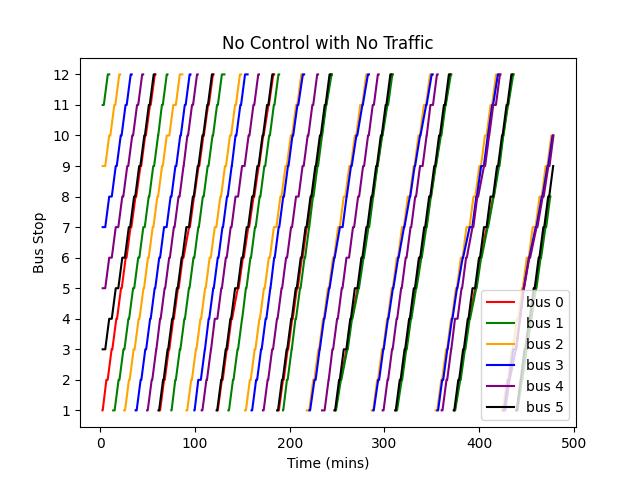 No Control with No Traffic
Bus Stop
12
11
10
9
8
7
6
5
4
3
2
1
0 100 200 300 400 500
Time (mins)
bus 0
bus 1
bus 2
bus 3
bus 4
bus 5